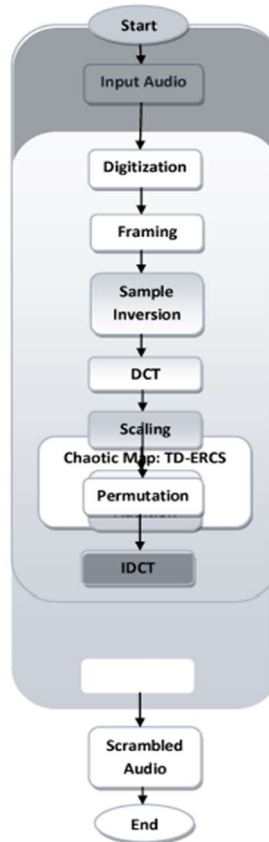 Start
Input Audio
Digitization
Framing
Sample
Inversion
DCT
Scaling
Chaotic Map: TD-ERCS
Permutation
IDCT
Scrambled
Audio
End